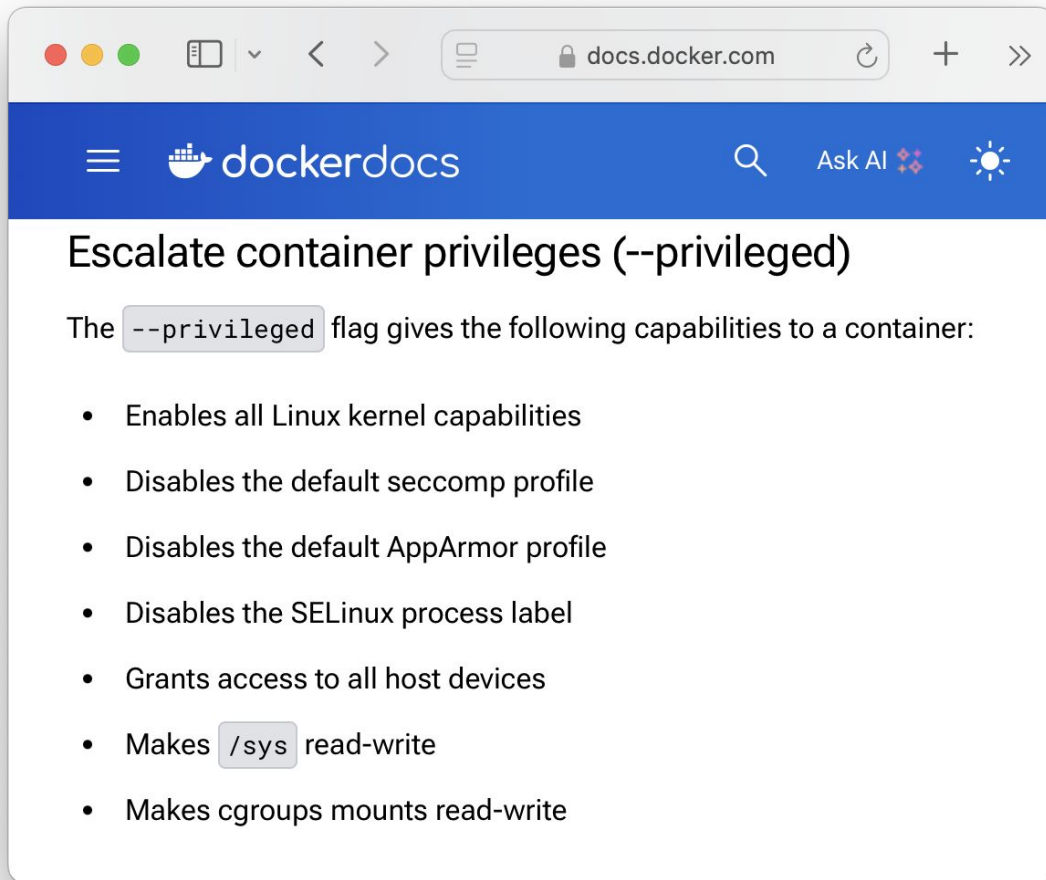 docs.docker.com
dockerdocs
Ask AI
Escalate container privileges (--privileged)
The --privileged flag gives the following capabilities to a container:
• Enables all Linux kernel capabilities
• Disables the default seccomp profile
• Disables the default AppArmor profile
• Disables the SELinux process label
• Grants access to all host devices
• Makes /sys read-write
• Makes cgroups mounts read-write